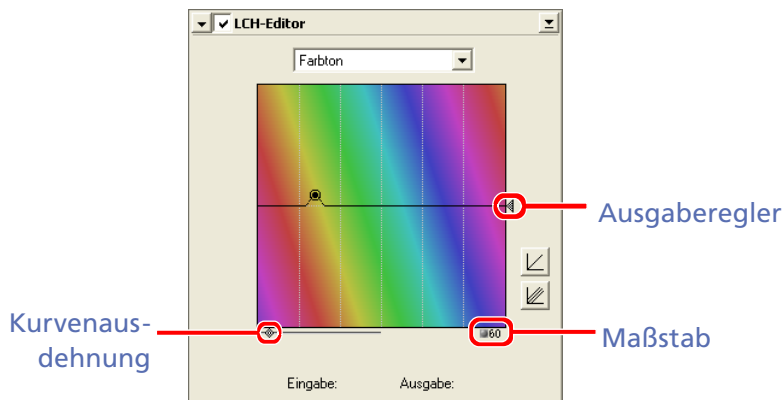 LCH-Editor
Farbton
Ausgaberegler
Kurvenaus-
dehnung
60
Maßstab
Eingabe: Ausgabe: